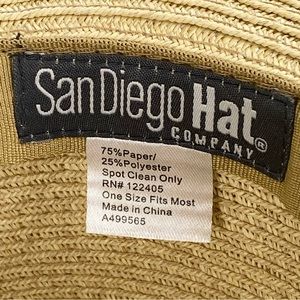 San Diego Hat®
COMPANY
75% Paper/
25% Polyester
Spot Clean Only
RN# 122405
One Size Fits Most
Made in China
A499565